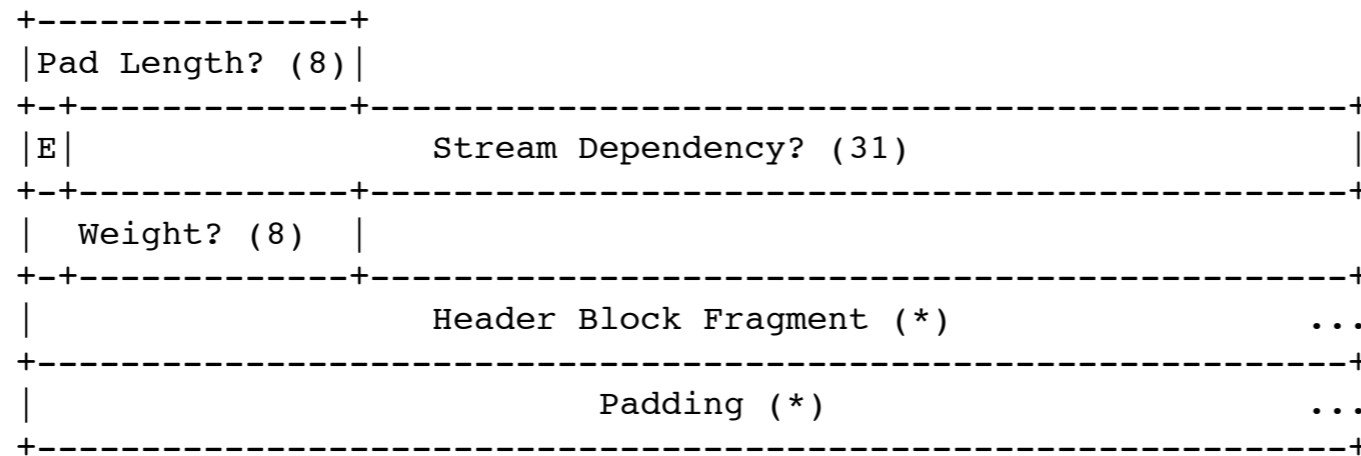 +---------------+
|Pad Length? (8)|
+-+-------------+-----------------------------------------------+
|E|                 Stream Dependency? (31)                     |
+-+-------------+-----------------------------------------------+
|  Weight? (8)  |
+-+-------------+-----------------------------------------------+
|                   Header Block Fragment (*)                 ...
+---------------------------------------------------------------+
|                           Padding (*)                       ...
+---------------------------------------------------------------+